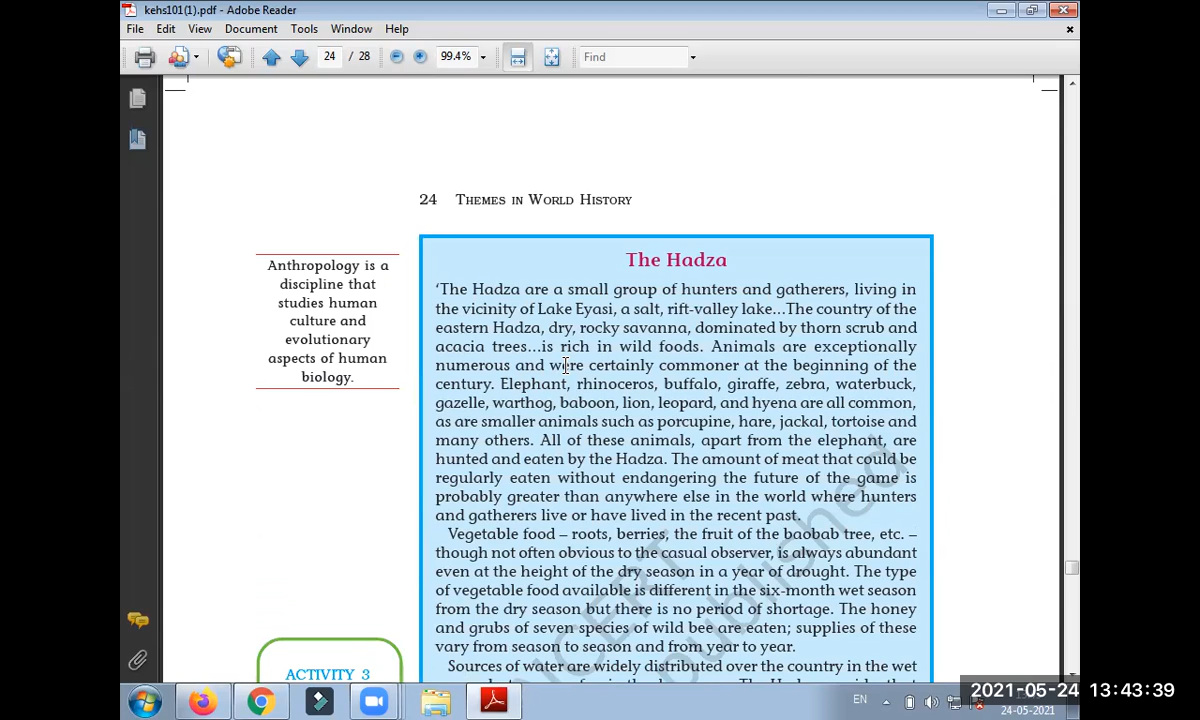 kehs101(1).pdf - Adobe Reader
File Edit View Document Tools Window Help
24 / 28 99.4% Find
24 THEMES IN WORLD HISTORY
Anthropology is a
discipline that
studies human
culture and
evolutionary
aspects of human
biology.
The Hadza
‘The Hadza are a small group of hunters and gatherers, living in
the vicinity of Lake Eyasi, a salt, rift-valley lake...The country of the
eastern Hadza, dry, rocky savanna, dominated by thorn scrub and
acacia trees...is rich in wild foods. Animals are exceptionally
numerous and were certainly commoner at the beginning of the
century. Elephant, rhinoceros, buffalo, giraffe, zebra, waterbuck,
gazelle, warthog, baboon, lion, leopard, and hyena are all common,
as are smaller animals such as porcupine, hare, jackal, tortoise and
many others. All of these animals, apart from the elephant, are
hunted and eaten by the Hadza. The amount of meat that could be
regularly eaten without endangering the future of the game is
probably greater than anywhere else in the world where hunters
and gatherers live or have lived in the recent past.
Vegetable food – roots, berries, the fruit of the baobab tree, etc. –
though not often obvious to the casual observer, is always abundant
even at the height of the dry season in a year of drought. The type
of vegetable food available is different in the six-month wet season
from the dry season but there is no period of shortage. The honey
and grubs of seven species of wild bee are eaten; supplies of these
vary from season to season and from year to year.
Sources of water are widely distributed over the country in the wet
ACTIVITY 3
NCERT
published
EN
2021-05-24 13:43:39
24-05-2021